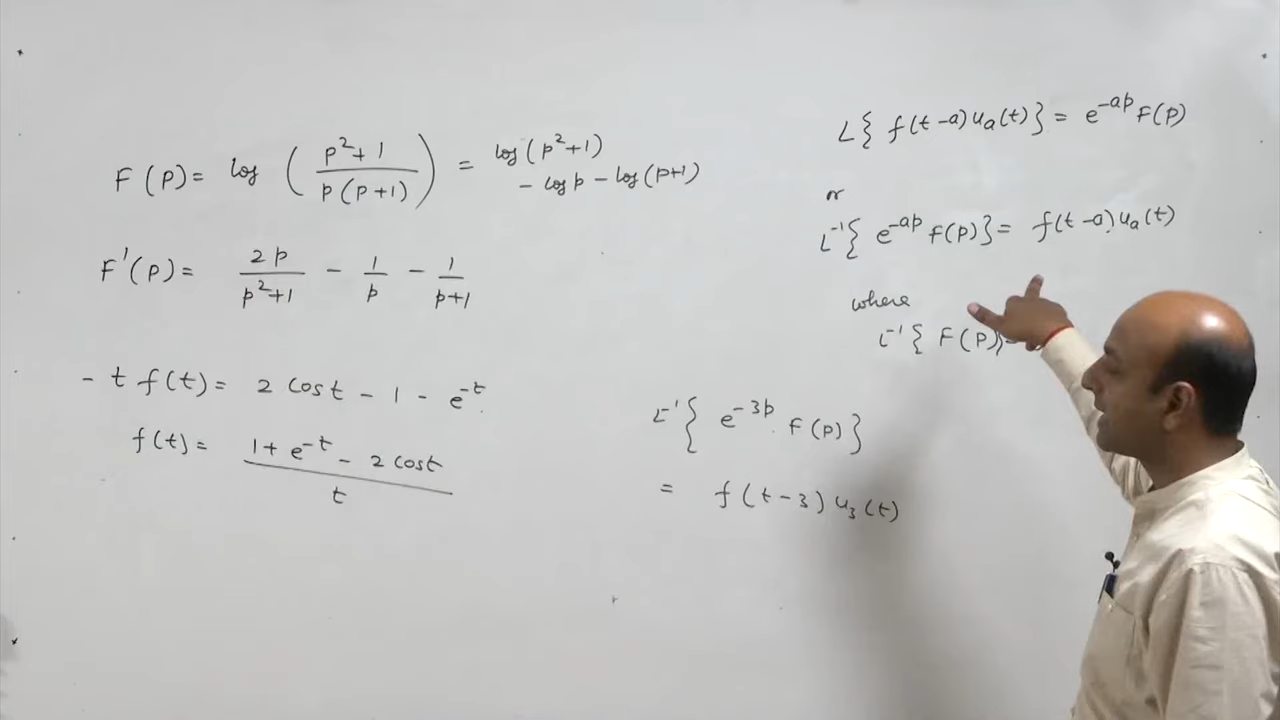 F(p) = log ( (p²+1) / (p(p+1)) ) = log(p²+1)
- log p - log(p+1)
F'(p) = 2p / (p²+1) - 1/p - 1/(p+1)
- t f(t) = 2 cos t - 1 - e^{-t}.
f(t) = (1 + e^{-t} - 2 cos t) / t
L{ f(t-a) u_a(t) } = e^{-ap} F(p)
or
L^{-1}{ e^{-ap} F(p) } = f(t-a) u_a(t)
where
L^{-1}{ F(p)} =
L^{-1}{ e^{-3p} . F(p) }
= f(t-3) u_3(t)